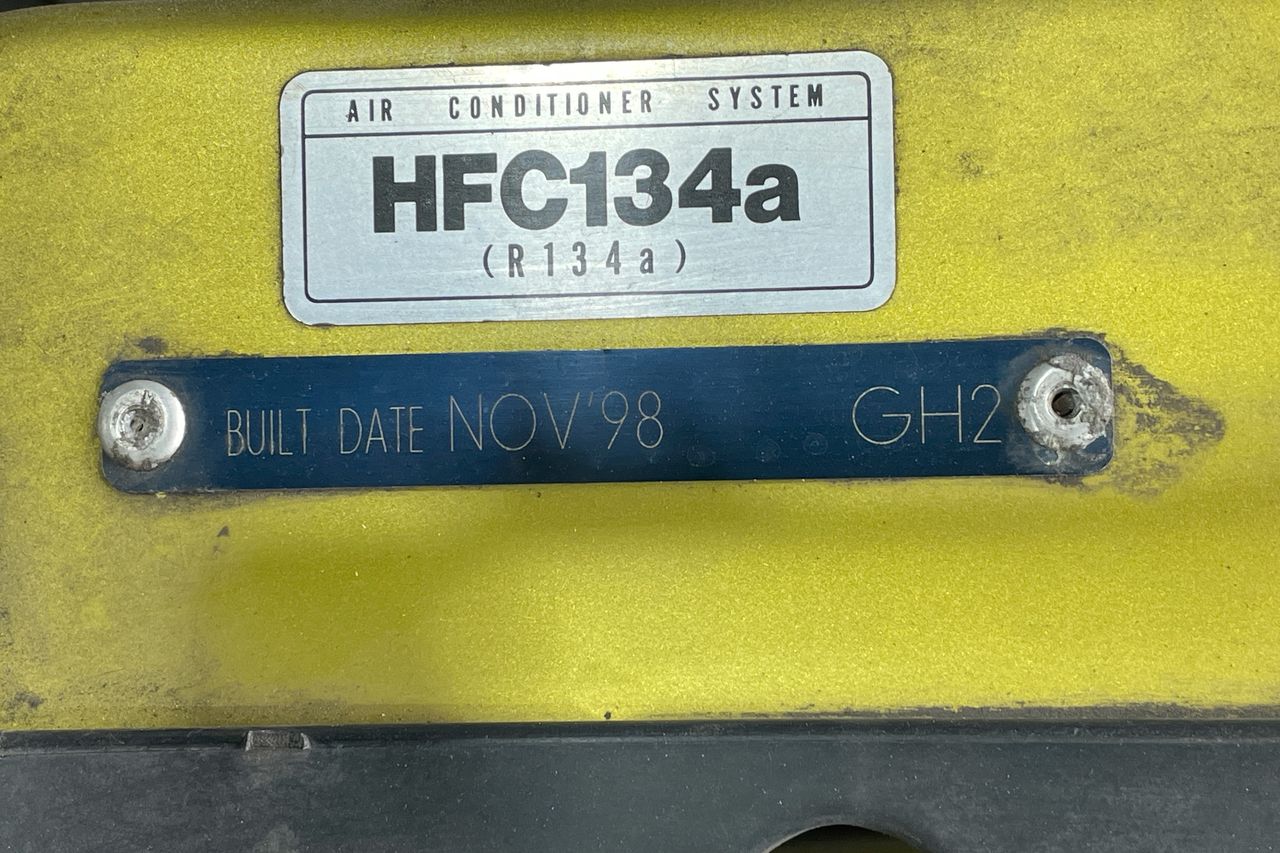 AIR CONDITIONER SYSTEM
HFC134a
(R134a)
BUILT DATE NOV'98 GH2